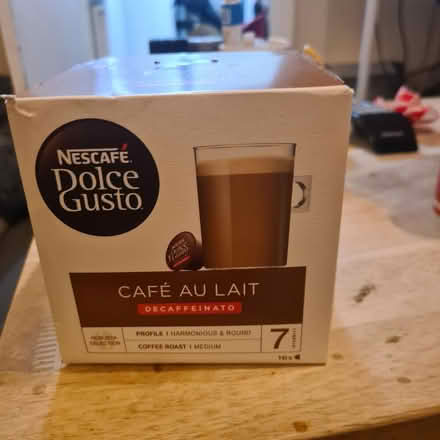 NESCAFÉ
Dolce
Gusto
CAFÉ AU LAIT
DECAFFEINATO
PROFILE | HARMONIOUS & ROUND
COFFEE ROAST | MEDIUM
7